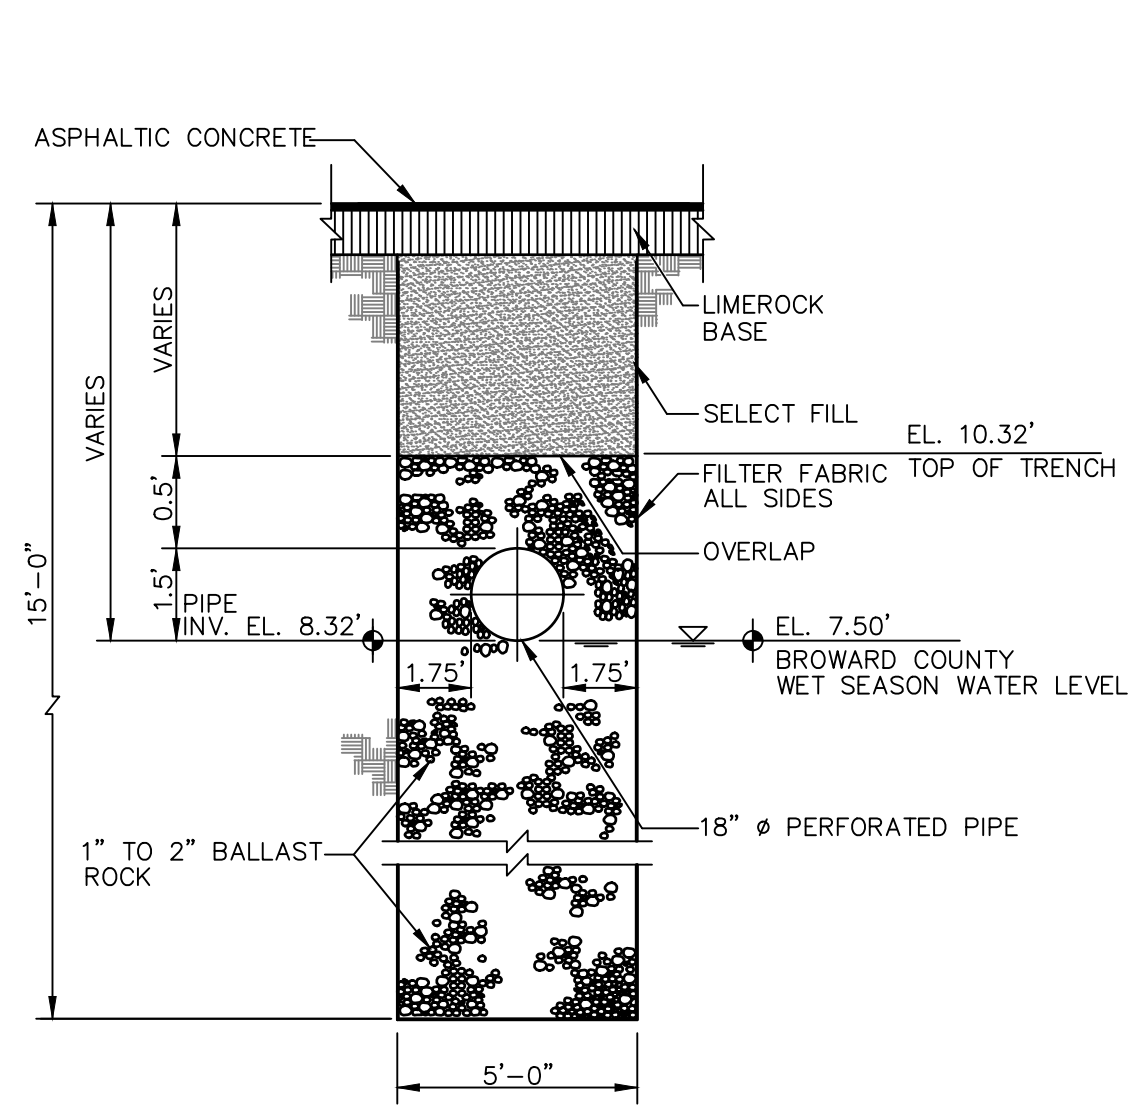 ASPHALTIC CONCRETE
LIMEROCK
BASE
VARIES
VARIES
SELECT FILL
EL. 10.32'
TOP OF TRENCH
FILTER FABRIC
ALL SIDES
0.5'
OVERLAP
15'-0"
1.5'
PIPE
INV. EL. 8.32'
EL. 7.50'
BROWARD COUNTY
WET SEASON WATER LEVEL
1.75'
1.75'
18" ø PERFORATED PIPE
1" TO 2" BALLAST
ROCK
5'-0"